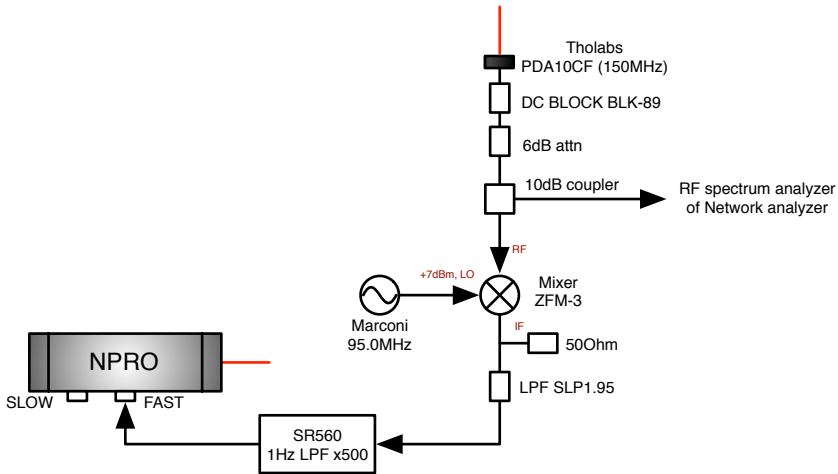 Tholabs
PDA10CF (150MHz)
DC BLOCK BLK-89
6dB attn
10dB coupler
RF spectrum analyzer
of Network analyzer
RF
+7dBm, LO
Mixer
ZFM-3
Marconi
95.0MHz
IF
50Ohm
NPRO
LPF SLP1.95
SLOW
FAST
SR560
1Hz LPF x500